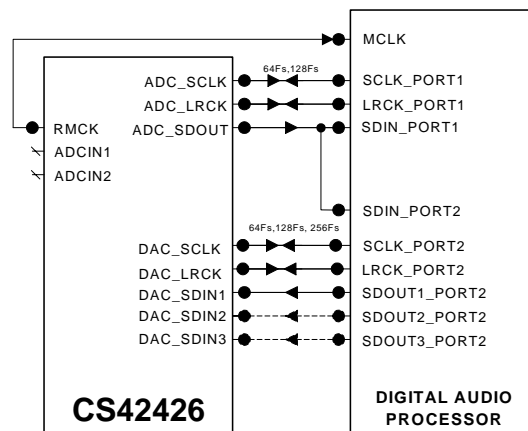 MCLK
64Fs,128Fs
ADC_SCLK
SCLK_PORT1
ADC_LRCK
LRCK_PORT1
RMCK
ADC_SDOUT
SDIN_PORT1
ADCIN1
ADCIN2
SDIN_PORT2
64Fs,128Fs, 256Fs
DAC_SCLK
SCLK_PORT2
DAC_LRCK
LRCK_PORT2
DAC_SDIN1
SDOUT1_PORT2
DAC_SDIN2
SDOUT2_PORT2
DAC_SDIN3
SDOUT3_PORT2
CS42426
DIGITAL AUDIO
PROCESSOR